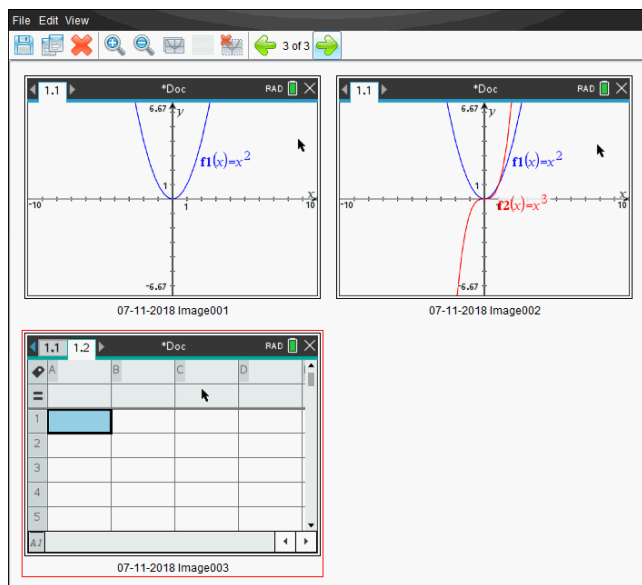 File Edit View
3 of 3
1.1 *Doc RAD
6.67 y
f1(x)=x²
1
x
-10 1 10
-6.67
07-11-2018 Image001
1.1 *Doc RAD
6.67 y
f1(x)=x²
1
x
-10 f2(x)=x³ 10
-6.67
07-11-2018 Image002
1.1 1.2 *Doc RAD
A B C D
=
1
2
3
4
5
A1
07-11-2018 Image003